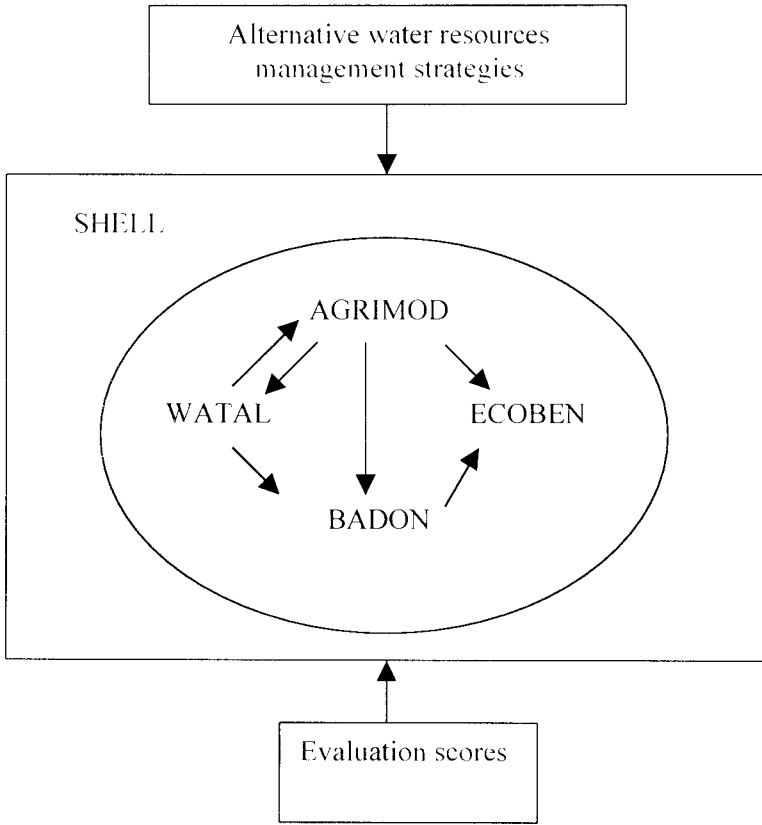 Alternative water resources
management strategies
SHELL
AGRIMOD
WATAL
ECOBEN
BADON
Evaluation scores